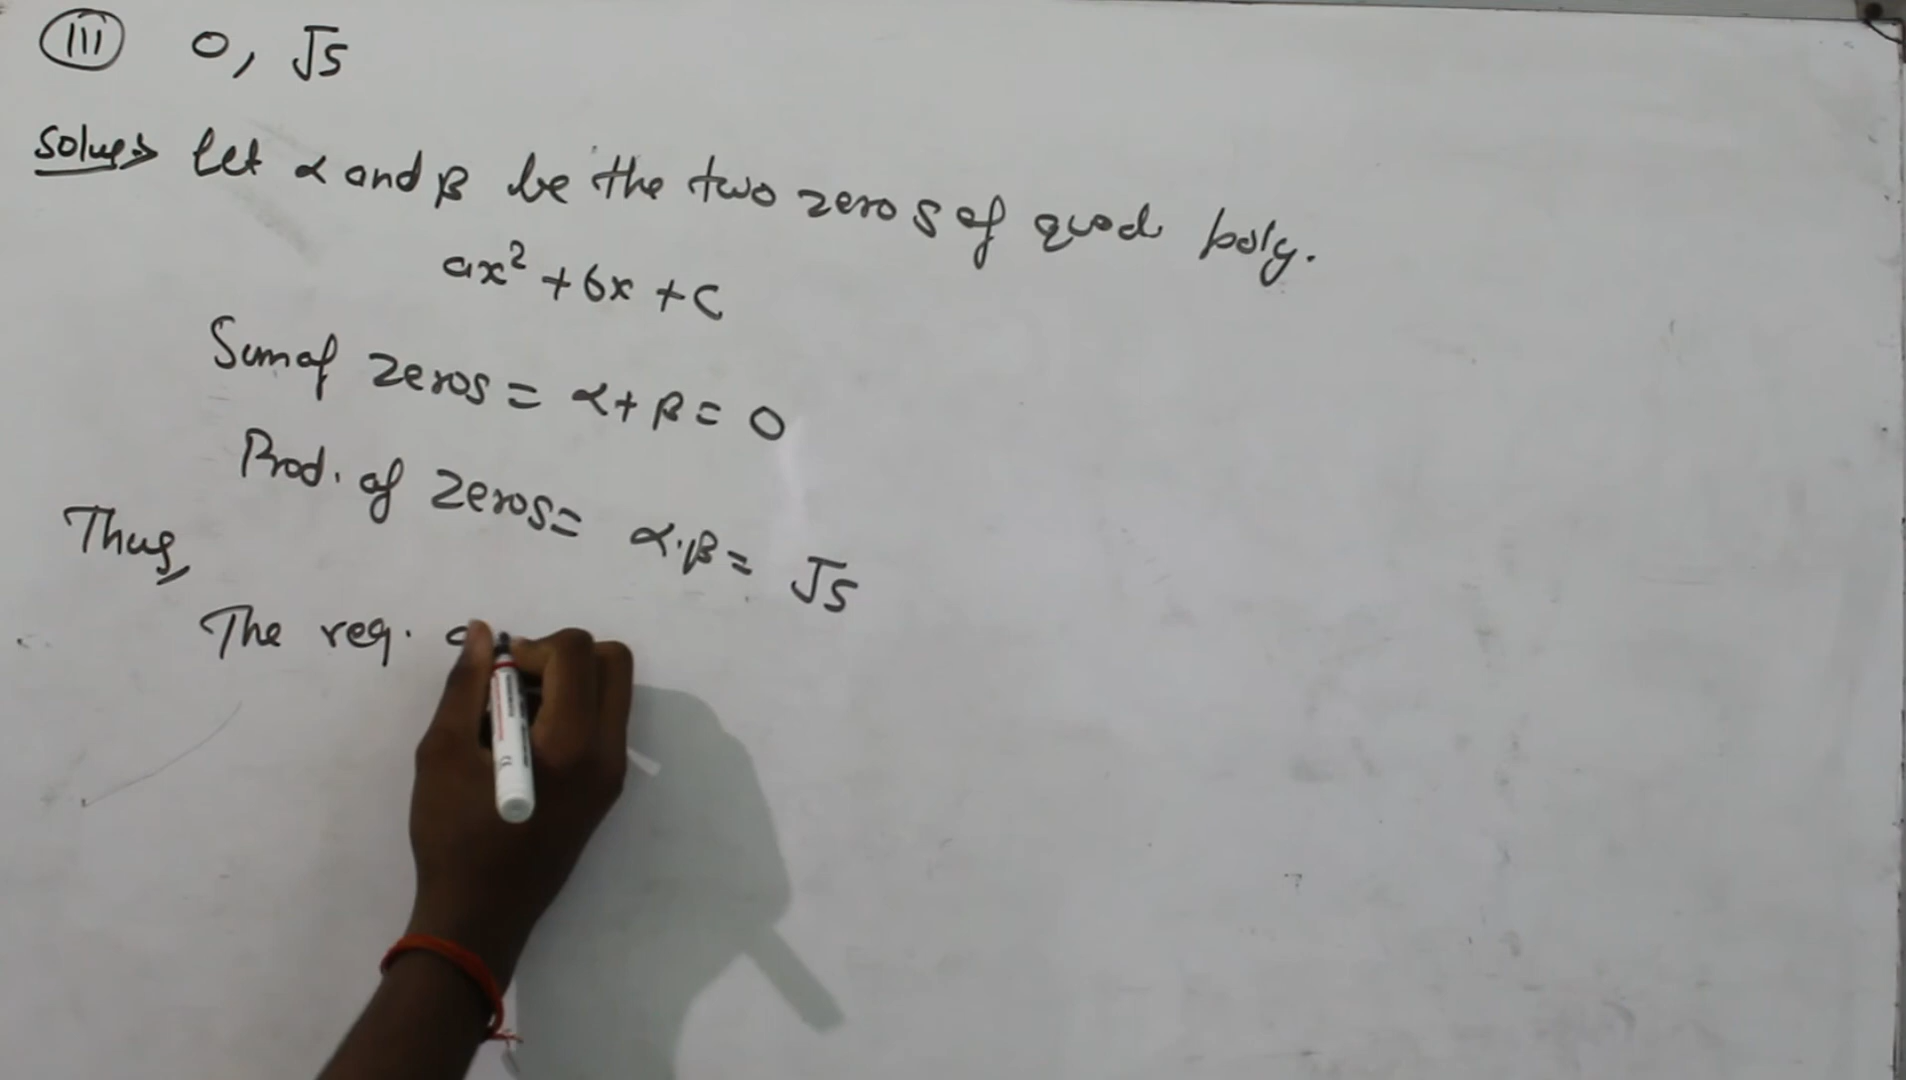 (iii) 0, √5
Soln→ Let α and β be the two zeros of quad poly.
ax² + bx + c
Sum of zeros = α + β = 0
Prod. of zeros = α·β = √5
Thus,
The req.